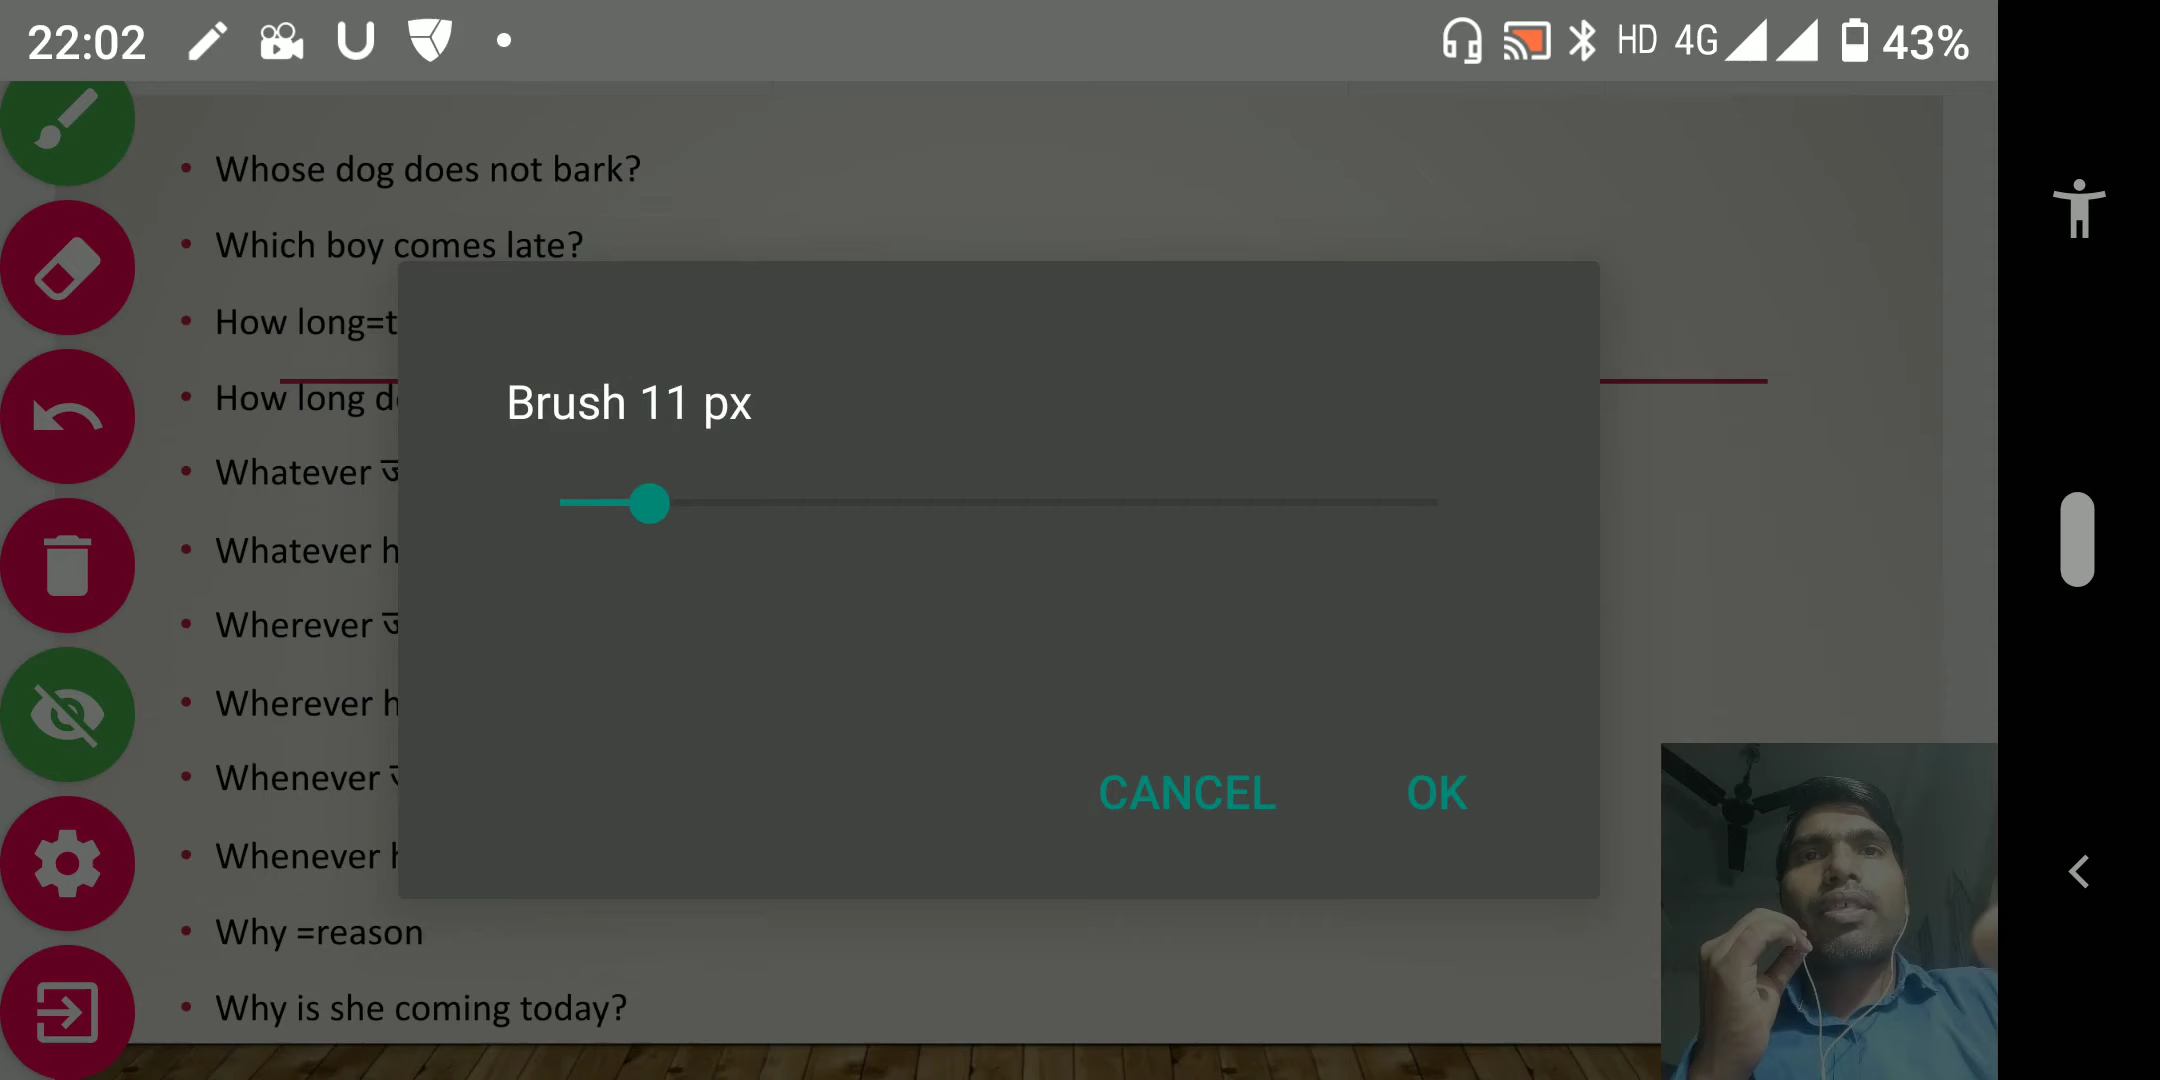 22:02 HD 4G 43%
Whose dog does not bark?
Which boy comes late?
How long=t
How long d
Whatever
Whatever h
Wherever
Wherever h
Whenever
Whenever h
Why =reason
Why is she coming today?
Brush 11 px
CANCEL OK